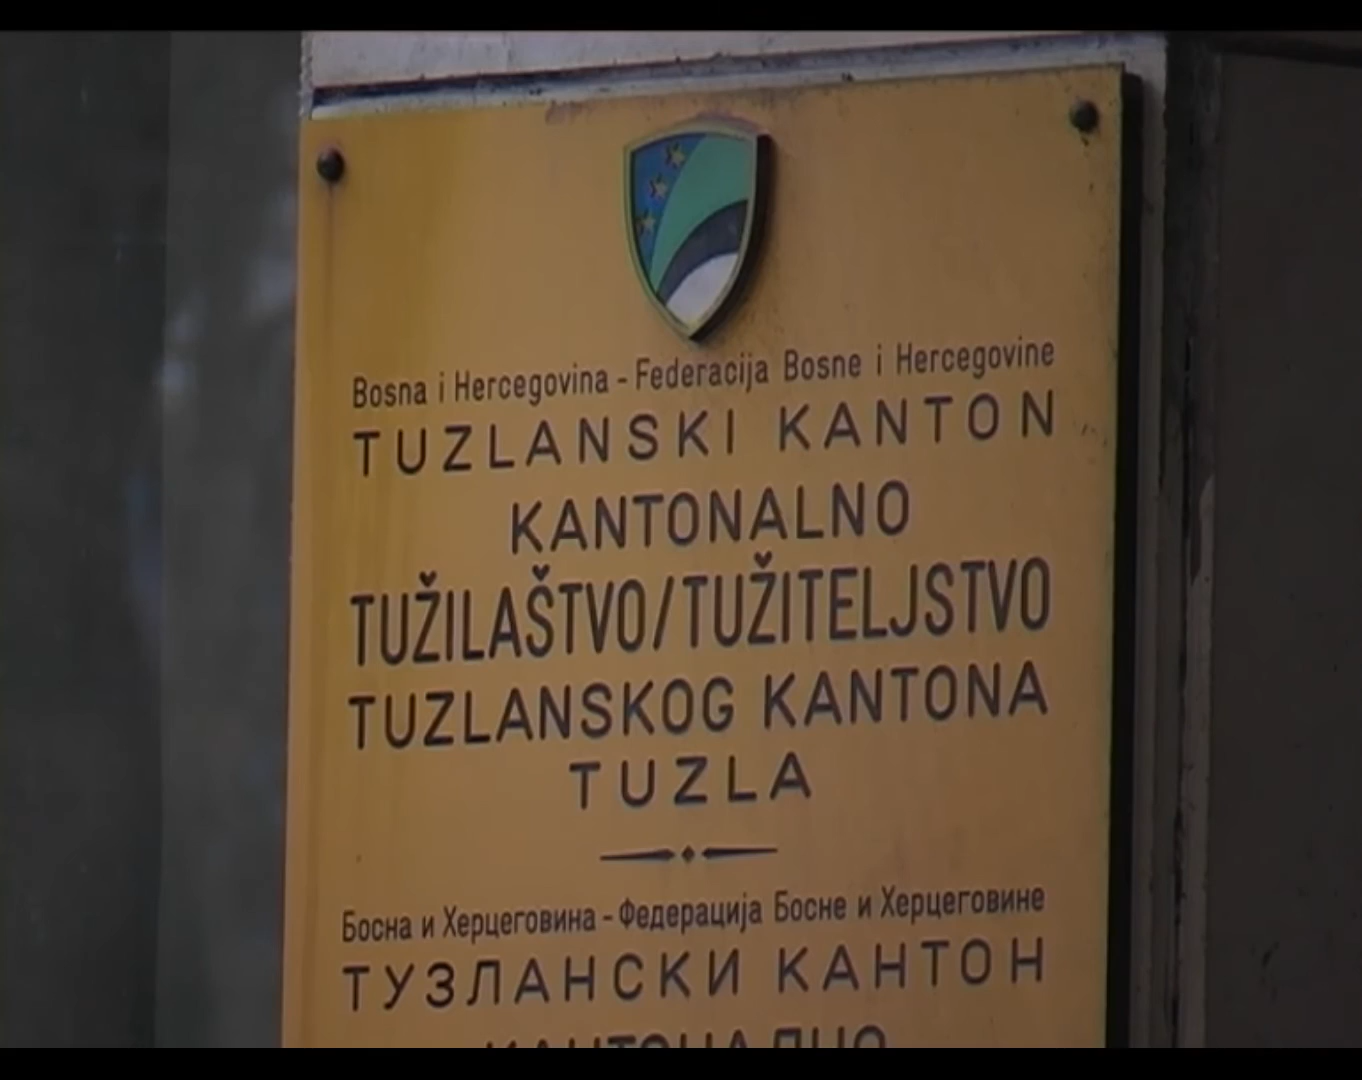 Bosna i Hercegovina - Federacija Bosne i Hercegovine
TUZLANSKI KANTON
KANTONALNO
TUŽILAŠTVO/TUŽITELJSTVO
TUZLANSKOG KANTONA
TUZLA
Босна и Херцеговина - Федерација Босне и Херцеговине
ТУЗЛАНСКИ КАНТОН
КАНТОНАЛНО